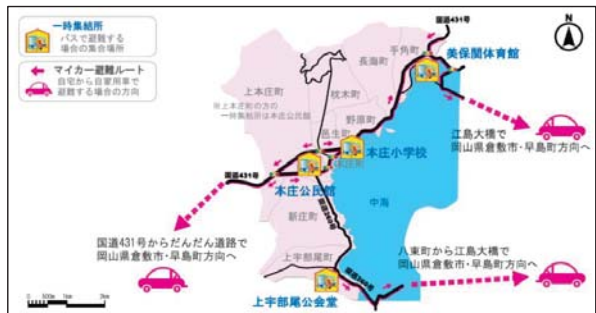 一時集結所
バスで避難する
場合の集合場所
マイカー避難ルート
自宅から自家用車で
避難する場合の方向
国道431号
N
手角町
美保関体育館
長海町
上本庄町
枕木町
※上本庄町の方の
一時集結所は本庄公民館
野原町
邑生町
本庄小学校
本庄町
江島大橋で
岡山県倉敷市・早島町方向へ
国道431号
本庄公民館
中海
新庄町
国道431号からだんだん道路で
岡山県倉敷市・早島町方向へ
上宇部尾町
八束町から江島大橋で
岡山県倉敷市・早島町方向へ
上宇部尾公会堂
0 500m 1km 2km